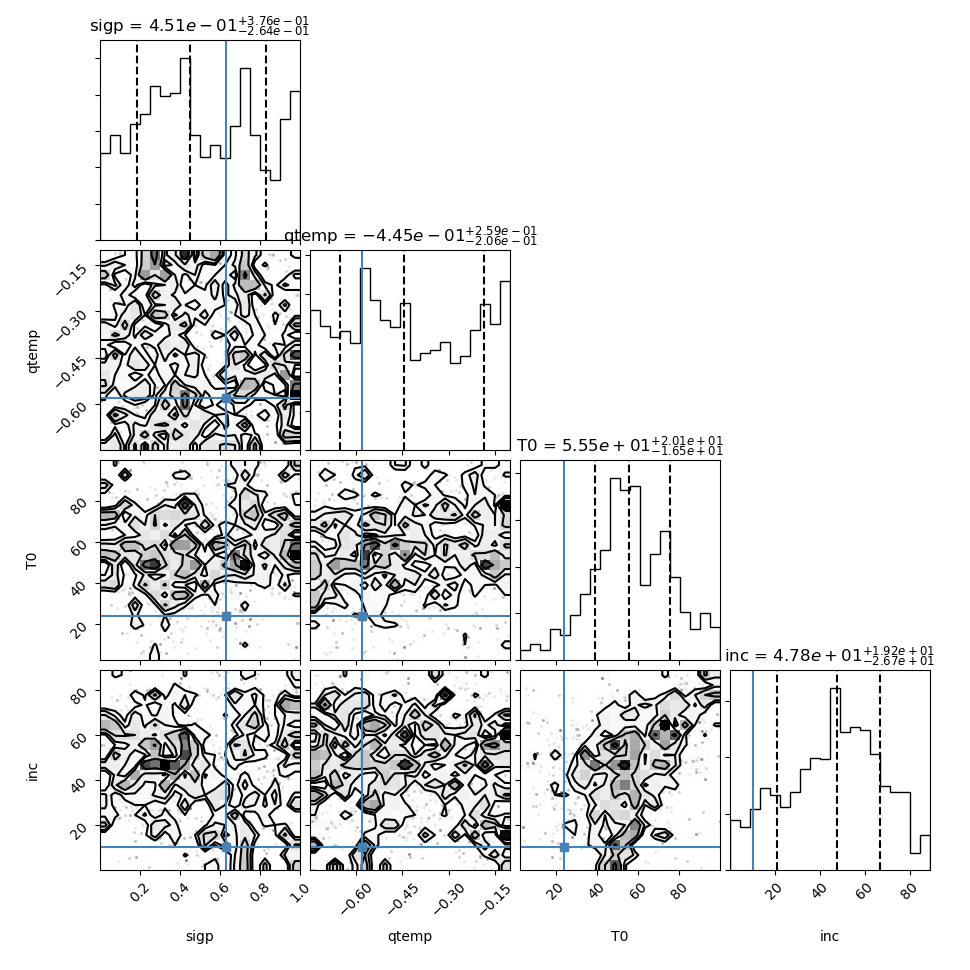 sigp = 4.51e−01 +3.76e−01 −2.64e−01
qtemp = −4.45e−01 +2.59e−01 −2.06e−01
qtemp
−0.15
−0.30
−0.45
−0.60
T0 = 5.55e+01 +2.01e+01 −1.65e+01
T0
80
60
40
20
inc = 4.78e+01 +1.92e+01 −2.67e+01
inc
80
60
40
20
0.2 0.4 0.6 0.8 1.0 −0.60 −0.45 −0.30 −0.15 20 40 60 80 20 40 60 80
sigp qtemp T0 inc